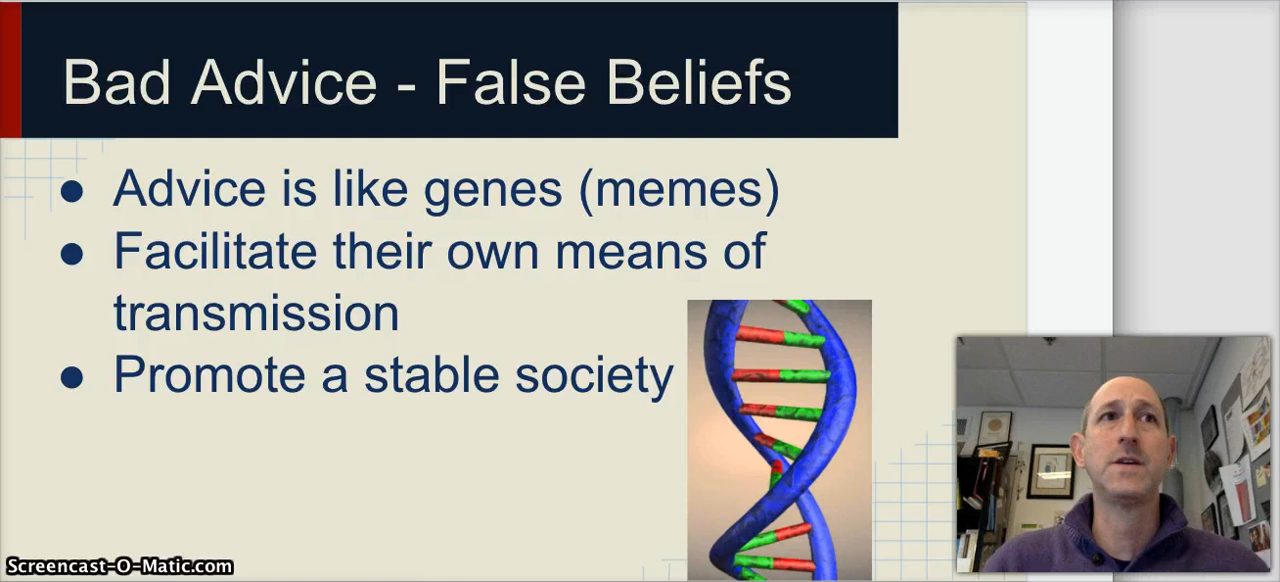 Bad Advice - False Beliefs
● Advice is like genes (memes)
● Facilitate their own means of
transmission
● Promote a stable society
Screencast-O-Matic.com